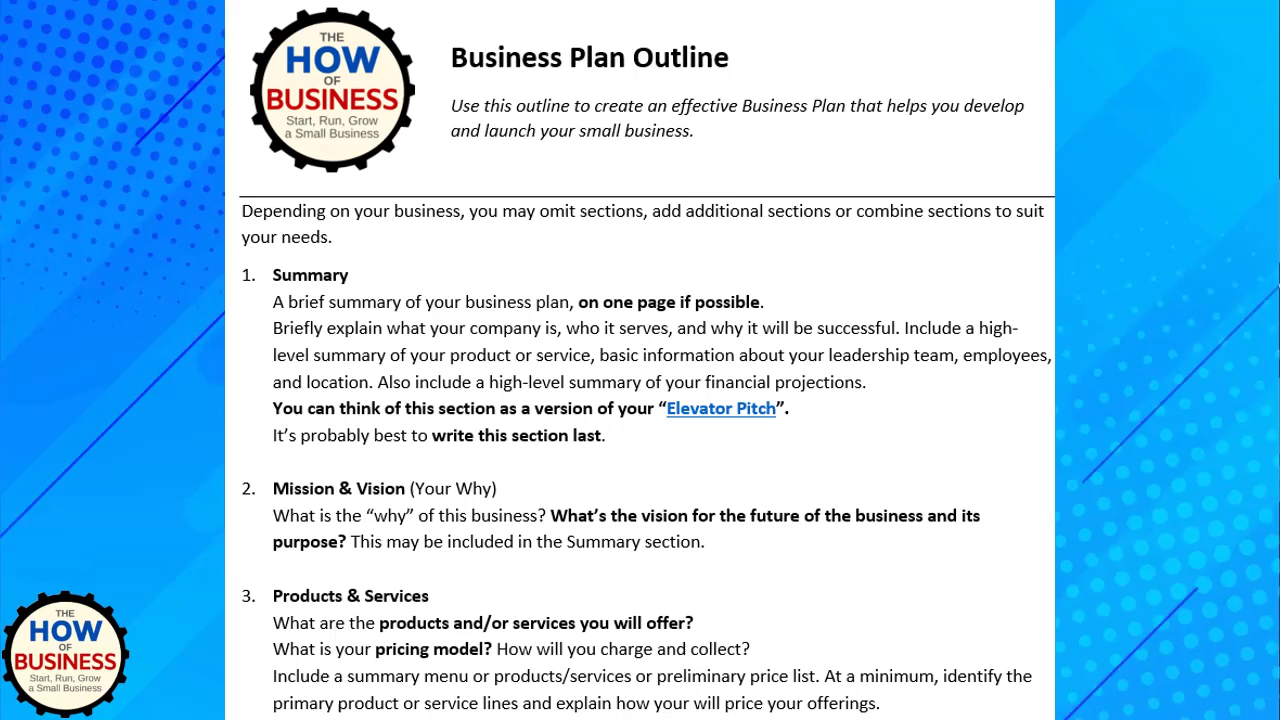 THE
HOW
OF
BUSINESS
Start, Run, Grow
a Small Business
Business Plan Outline
Use this outline to create an effective Business Plan that helps you develop
and launch your small business.
Depending on your business, you may omit sections, add additional sections or combine sections to suit
your needs.
1. Summary
A brief summary of your business plan, on one page if possible.
Briefly explain what your company is, who it serves, and why it will be successful. Include a high-
level summary of your product or service, basic information about your leadership team, employees,
and location. Also include a high-level summary of your financial projections.
You can think of this section as a version of your “Elevator Pitch”.
It’s probably best to write this section last.
2. Mission & Vision (Your Why)
What is the “why” of this business? What’s the vision for the future of the business and its
purpose? This may be included in the Summary section.
3. Products & Services
What are the products and/or services you will offer?
What is your pricing model? How will you charge and collect?
Include a summary menu or products/services or preliminary price list. At a minimum, identify the
primary product or service lines and explain how your will price your offerings.
THE
HOW
OF
BUSINESS
Start, Run, Grow
a Small Business